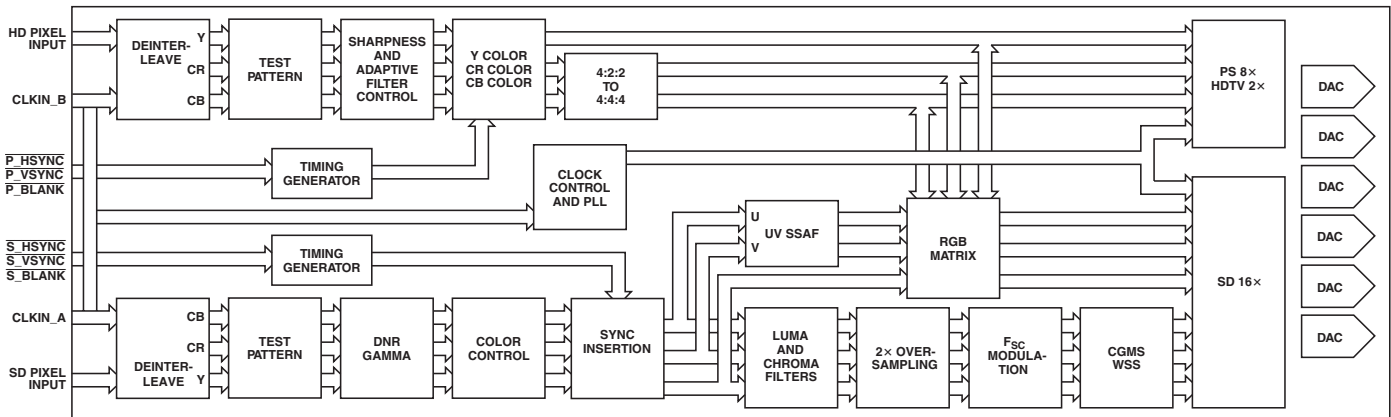 HD PIXEL
INPUT
CLKIN_B
P_HSYNC
P_VSYNC
P_BLANK
S_HSYNC
S_VSYNC
S_BLANK
CLKIN_A
SD PIXEL
INPUT
DEINTER-
LEAVE
Y
CR
CB
TEST
PATTERN
SHARPNESS
AND
ADAPTIVE
FILTER
CONTROL
Y COLOR
CR COLOR
CB COLOR
4:2:2
TO
4:4:4
PS 8×
HDTV 2×
TIMING
GENERATOR
CLOCK
CONTROL
AND PLL
TIMING
GENERATOR
U
V
UV SSAF
RGB
MATRIX
SD 16×
CB
CR
Y
DEINTER-
LEAVE
TEST
PATTERN
DNR
GAMMA
COLOR
CONTROL
SYNC
INSERTION
LUMA
AND
CHROMA
FILTERS
2× OVER-
SAMPLING
FSC
MODULA-
TION
CGMS
WSS
DAC
DAC
DAC
DAC
DAC
DAC